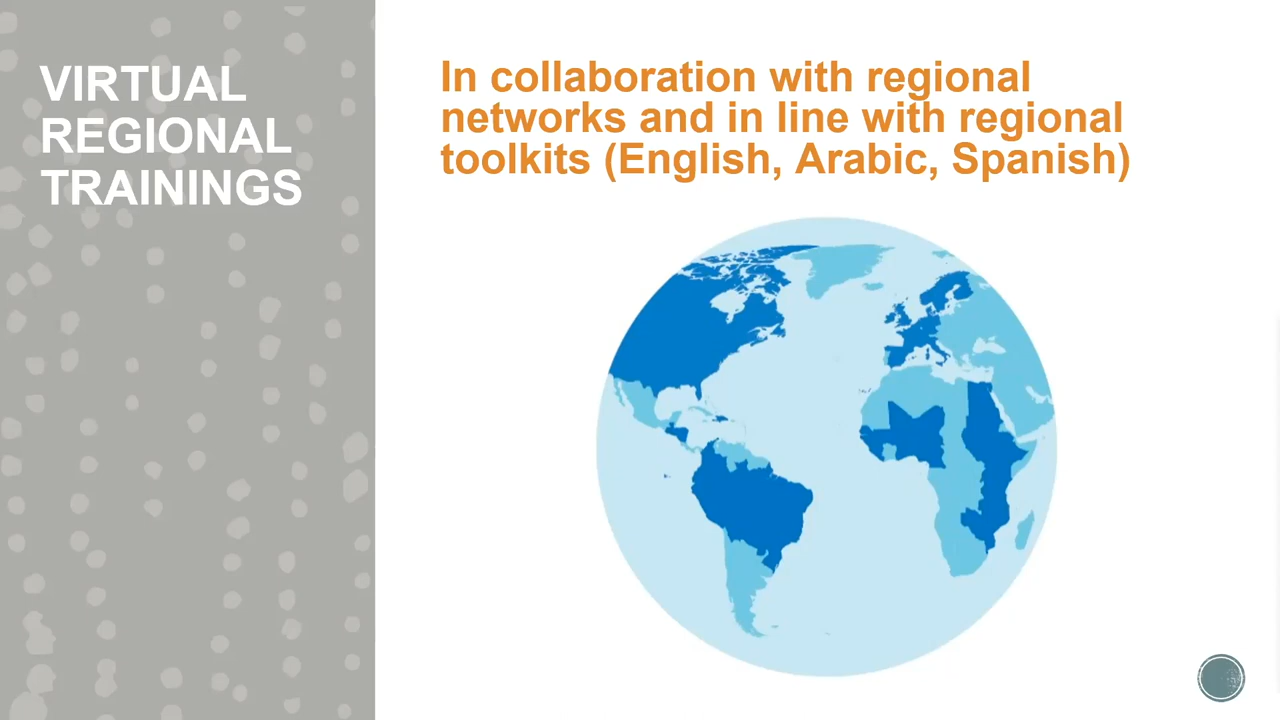 VIRTUAL
REGIONAL
TRAININGS
In collaboration with regional
networks and in line with regional
toolkits (English, Arabic, Spanish)